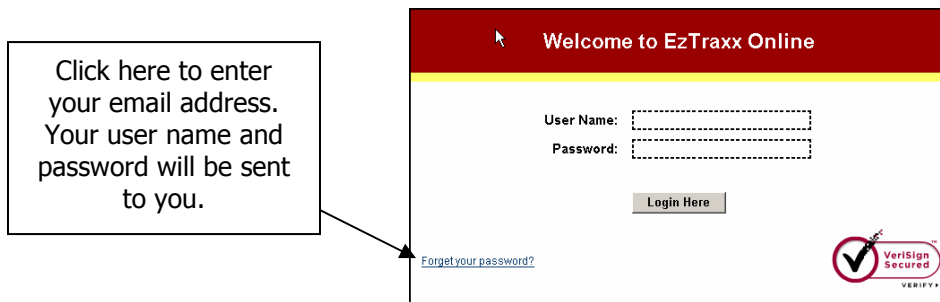 Click here to enter
your email address.
Your user name and
password will be sent
to you.
Welcome to EzTraxx Online
User Name:
Password:
Login Here
Forget your password?
VeriSign
Secured
VERIFY